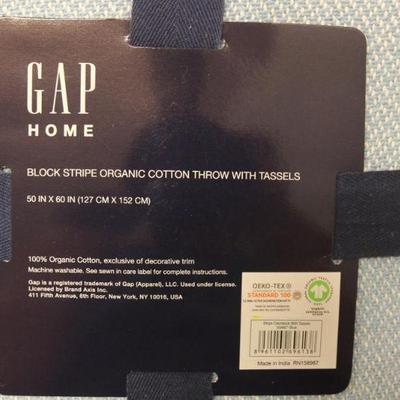 GAP
HOME
BLOCK STRIPE ORGANIC COTTON THROW WITH TASSELS
50 IN X 60 IN (127 CM X 152 CM)
100% Organic Cotton, exclusive of decorative trim
Machine washable. See sewn in care label for complete instructions.
Gap is a registered trademark of Gap (Apparel), LLC. Used under license.
Licensed by Brand Axis Inc.
411 Fifth Avenue, 6th Floor, New York, NY 10016, USA
OEKO-TEX®
STANDARD 100
Made in India RN158987